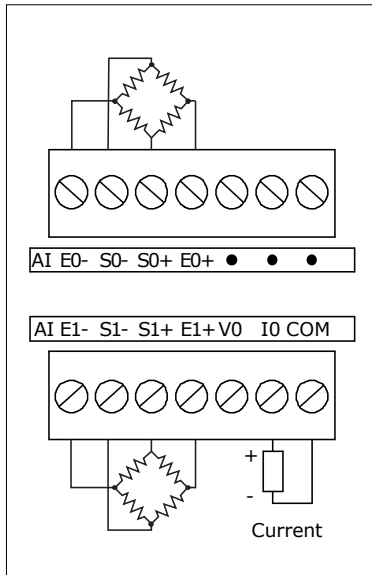 AI E0- S0- S0+ E0+ ● ● ●
AI E1- S1- S1+ E1+ V0 I0 COM
+
-
Current